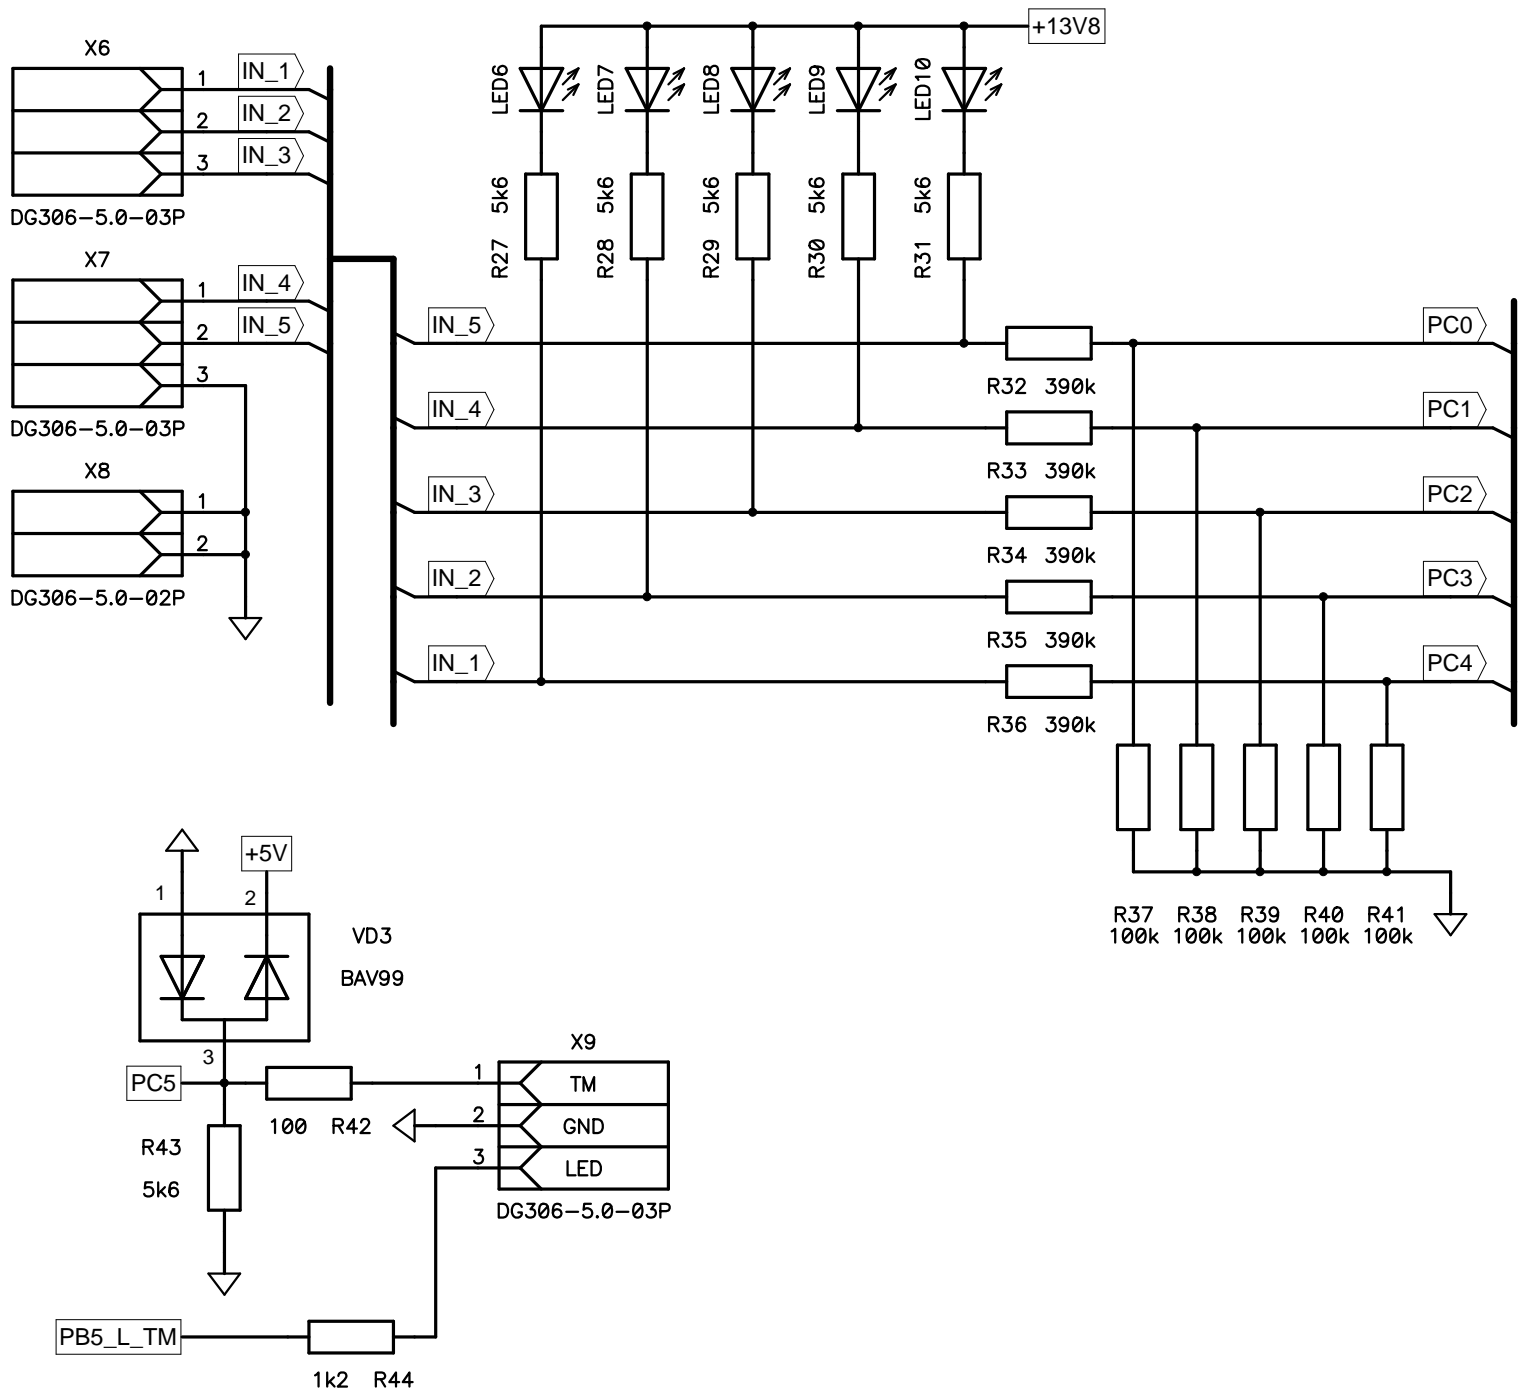 +13V8
X6
1 IN_1
2 IN_2
3 IN_3
DG306-5.0-03P
X7
1 IN_4
2 IN_5
3
DG306-5.0-03P
X8
1
2
DG306-5.0-02P
LED6
LED7
LED8
LED9
LED10
R27 5k6
R28 5k6
R29 5k6
R30 5k6
R31 5k6
IN_5
R32 390k
PC0
IN_4
R33 390k
PC1
IN_3
R34 390k
PC2
IN_2
R35 390k
PC3
IN_1
R36 390k
PC4
R37 R38 R39 R40 R41
100k 100k 100k 100k 100k
+5V
1
2
VD3
BAV99
3
PC5
100 R42
R43
5k6
X9
1 TM
2 GND
3 LED
DG306-5.0-03P
PB5_L_TM
1k2 R44